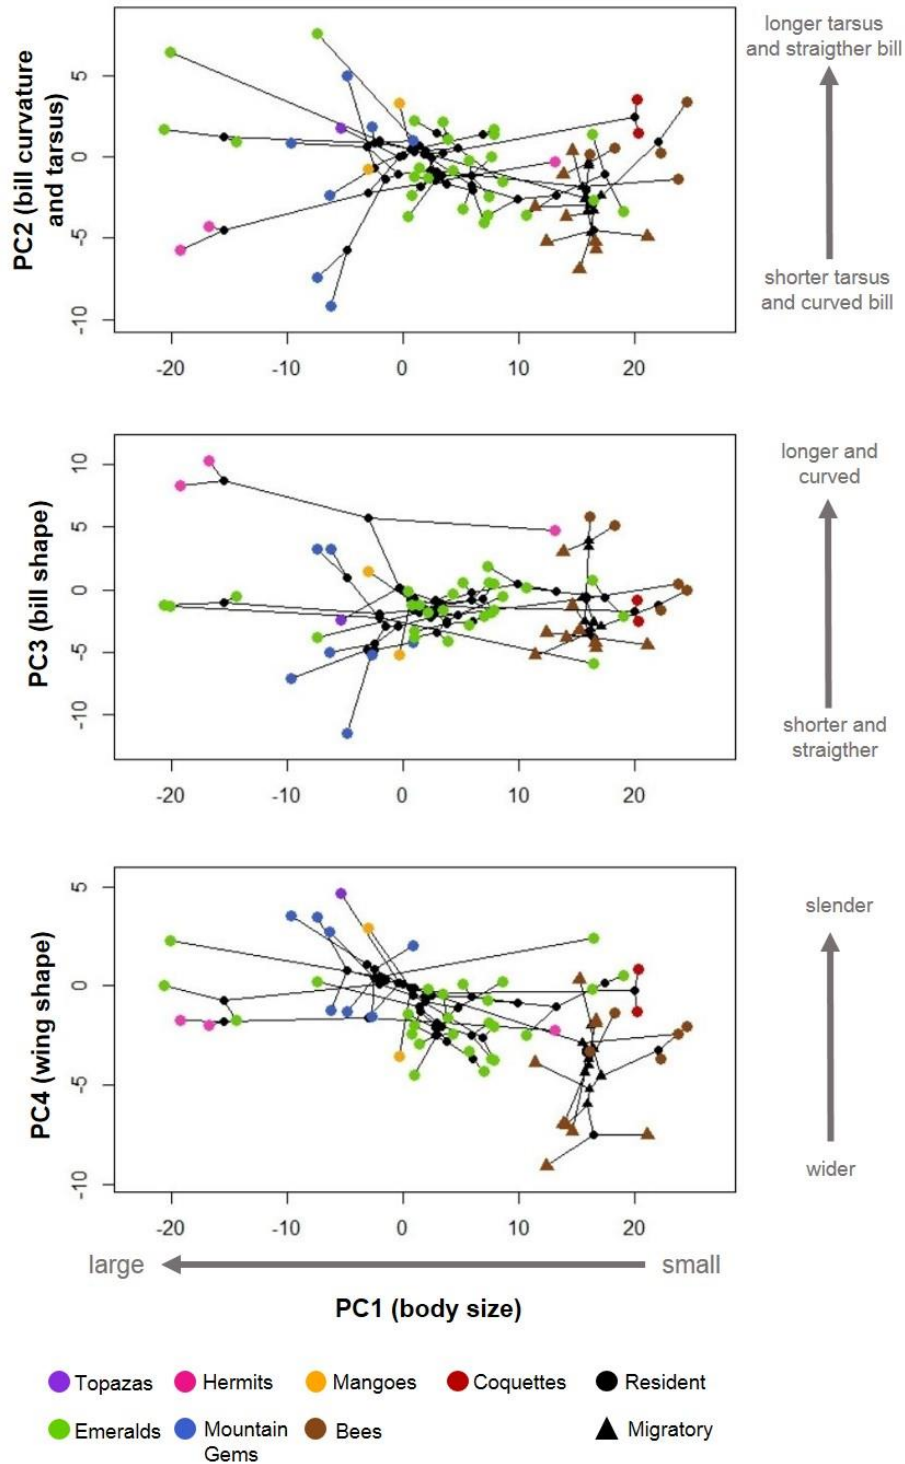 longer tarsus
and straigther bill
PC2 (bill curvature
and tarsus)
5
0
-5
-10
shorter tarsus
and curved bill
-20 -10 0 10 20
longer and
curved
PC3 (bill shape)
10
5
0
-5
-10
shorter and
straigther
-20 -10 0 10 20
PC4 (wing shape)
5
0
-5
-10
slender
wider
-20 -10 0 10 20
large small
PC1 (body size)
Topazas Hermits Mangoes Coquettes Resident
Emeralds Mountain Bees Migratory
Gems